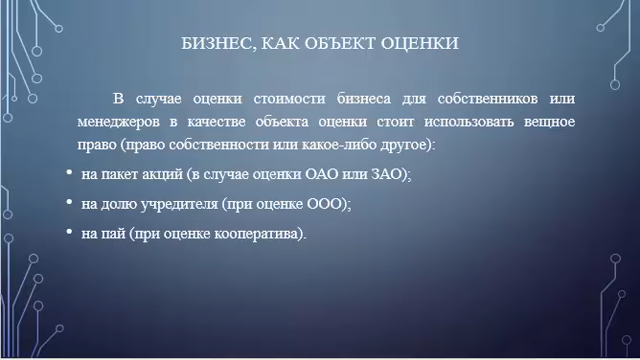 БИЗНЕС, КАК ОБЪЕКТ ОЦЕНКИ
В случае оценки стоимости бизнеса для собственников или
менеджеров в качестве объекта оценки стоит использовать вещное
право (право собственности или какое-либо другое):
• на пакет акций (в случае оценки ОАО или ЗАО);
• на долю учредителя (при оценке ООО);
• на пай (при оценке кооператива).